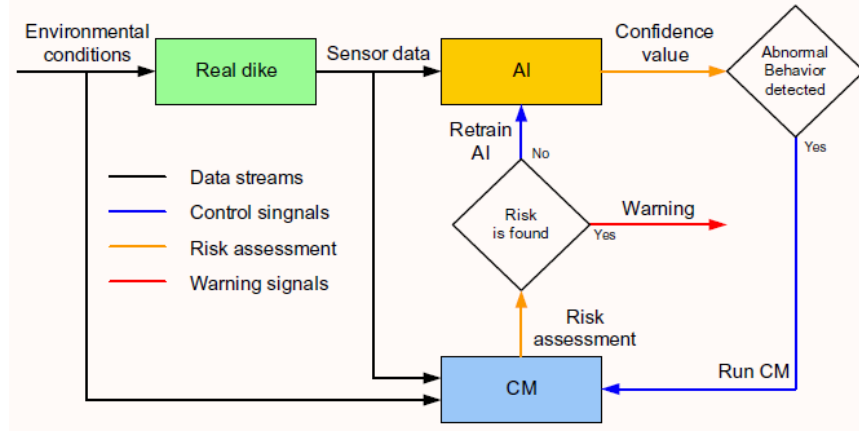 Environmental
conditions
Real dike
Sensor data
AI
Confidence
value
Abnormal
Behavior
detected
Yes
Retrain
AI
No
Data streams
Control singnals
Risk assessment
Warning signals
Risk
is found
Yes
Warning
Risk
assessment
CM
Run CM